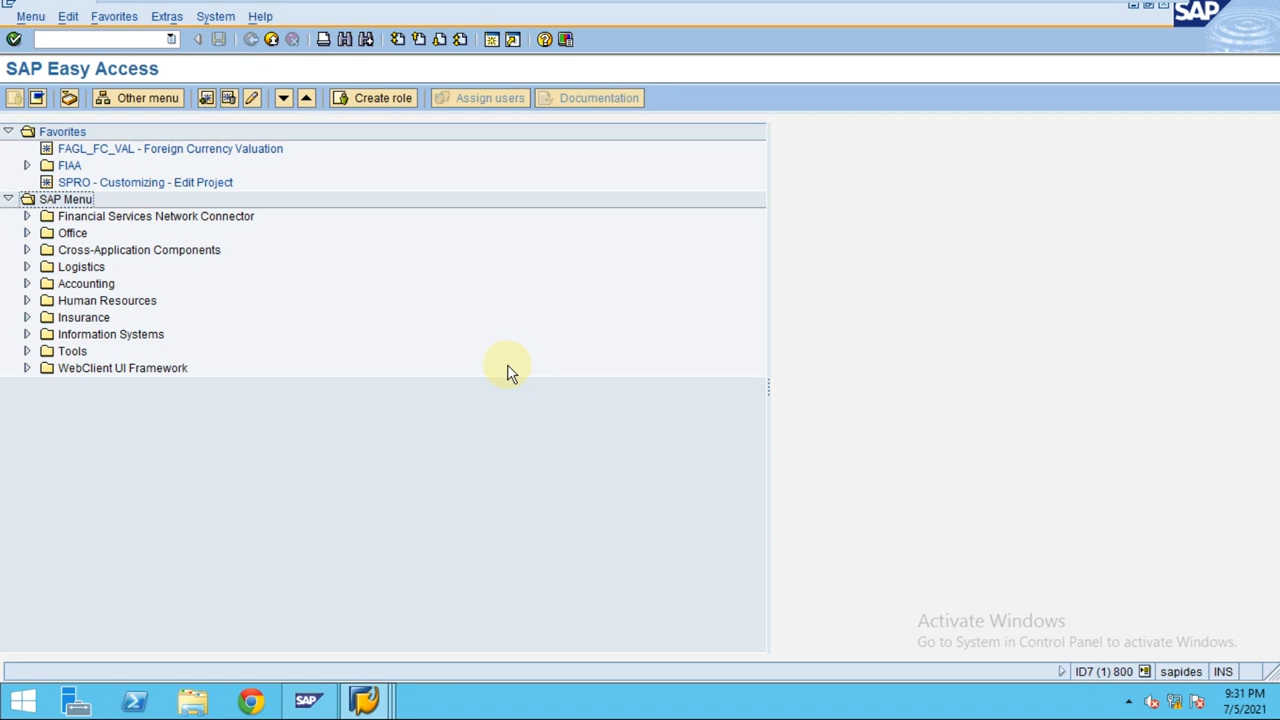 Menu Edit Favorites Extras System Help
SAP
SAP Easy Access
Other menu Create role Assign users Documentation
Favorites
FAGL_FC_VAL - Foreign Currency Valuation
FIAA
SPRO - Customizing - Edit Project
SAP Menu
Financial Services Network Connector
Office
Cross-Application Components
Logistics
Accounting
Human Resources
Insurance
Information Systems
Tools
WebClient UI Framework
Activate Windows
Go to System in Control Panel to activate Windows.
ID7 (1) 800 sapides INS
SAP
9:31 PM
7/5/2021